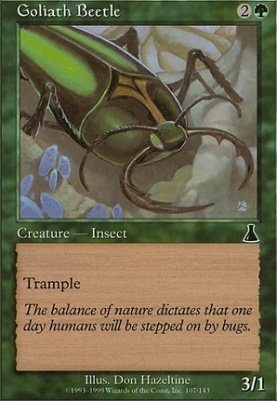 Goliath Beetle 2
Creature — Insect
Trample
The balance of nature dictates that one
day humans will be stepped on by bugs.
Illus. Don Hazeltine
©1993–1999 Wizards of the Coast, Inc. 107/143
3/1